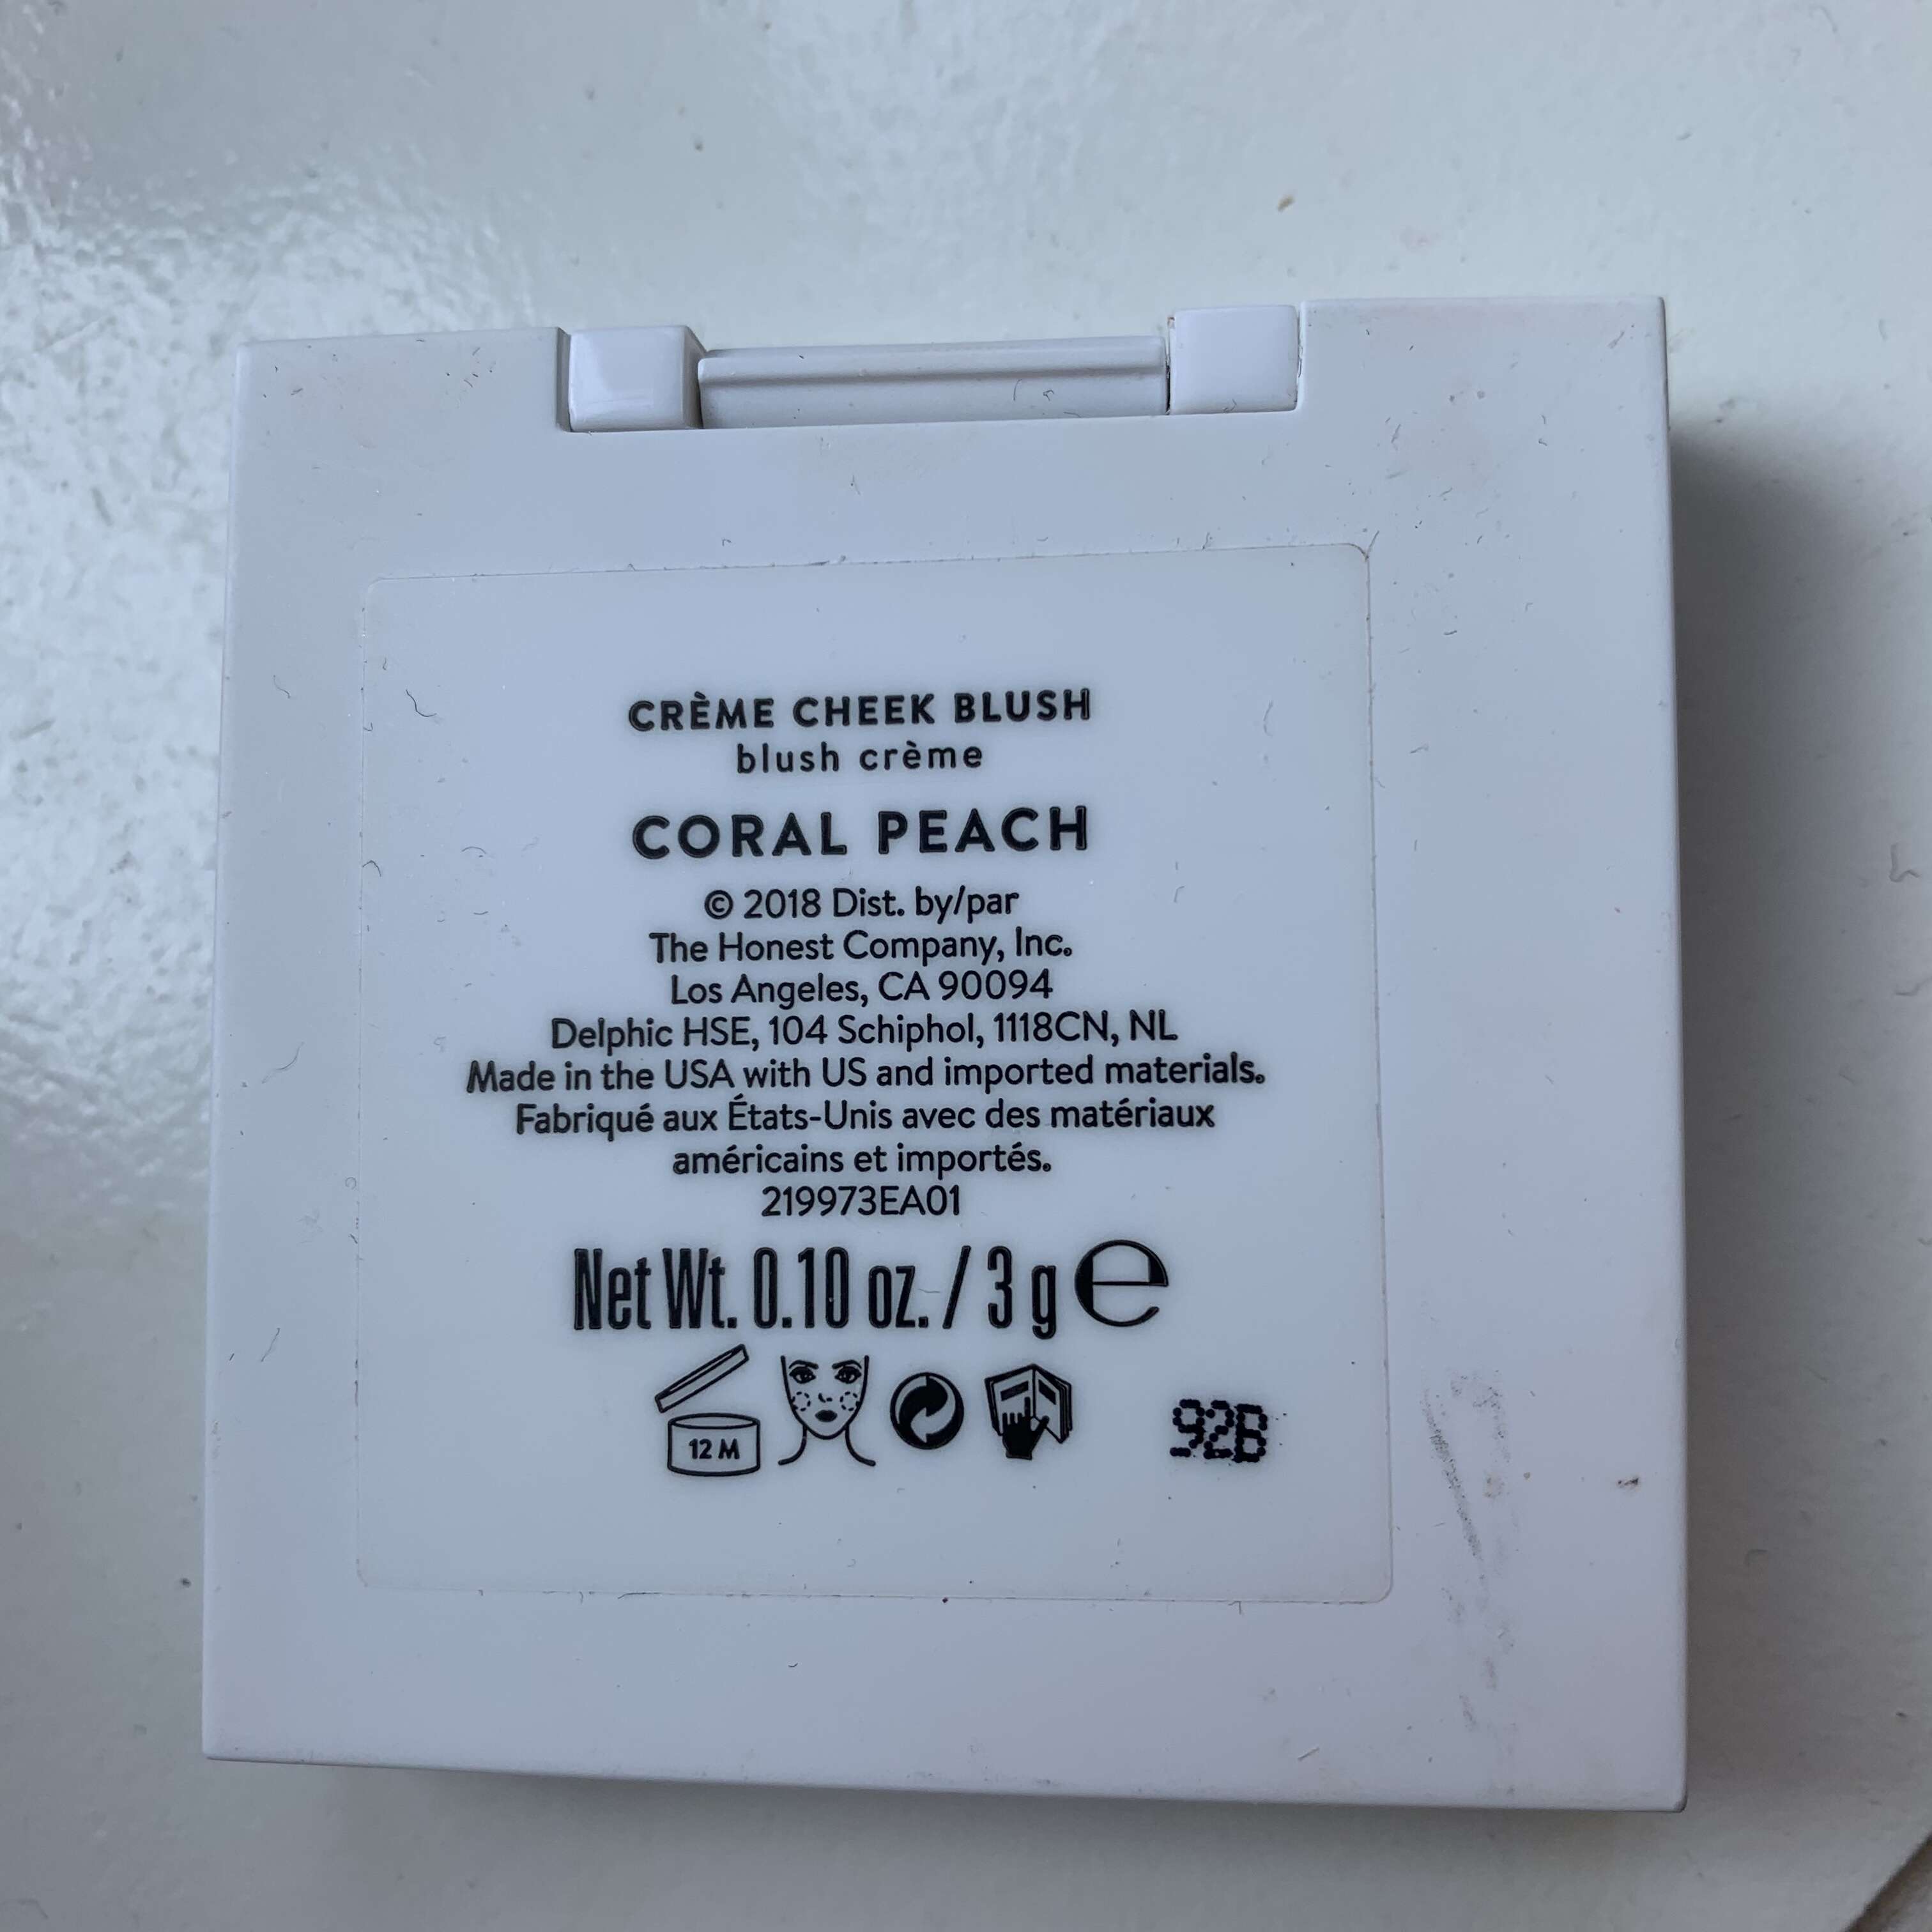 CRÈME CHEEK BLUSH
blush crème
CORAL PEACH
© 2018 Dist. by/par
The Honest Company, Inc.
Los Angeles, CA 90094
Delphic HSE, 104 Schiphol, 1118CN, NL
Made in the USA with US and imported materials.
Fabriqué aux États-Unis avec des matériaux
américains et importés.
219973EA01
Net Wt. 0.10 oz. / 3 g e
12 M
92B